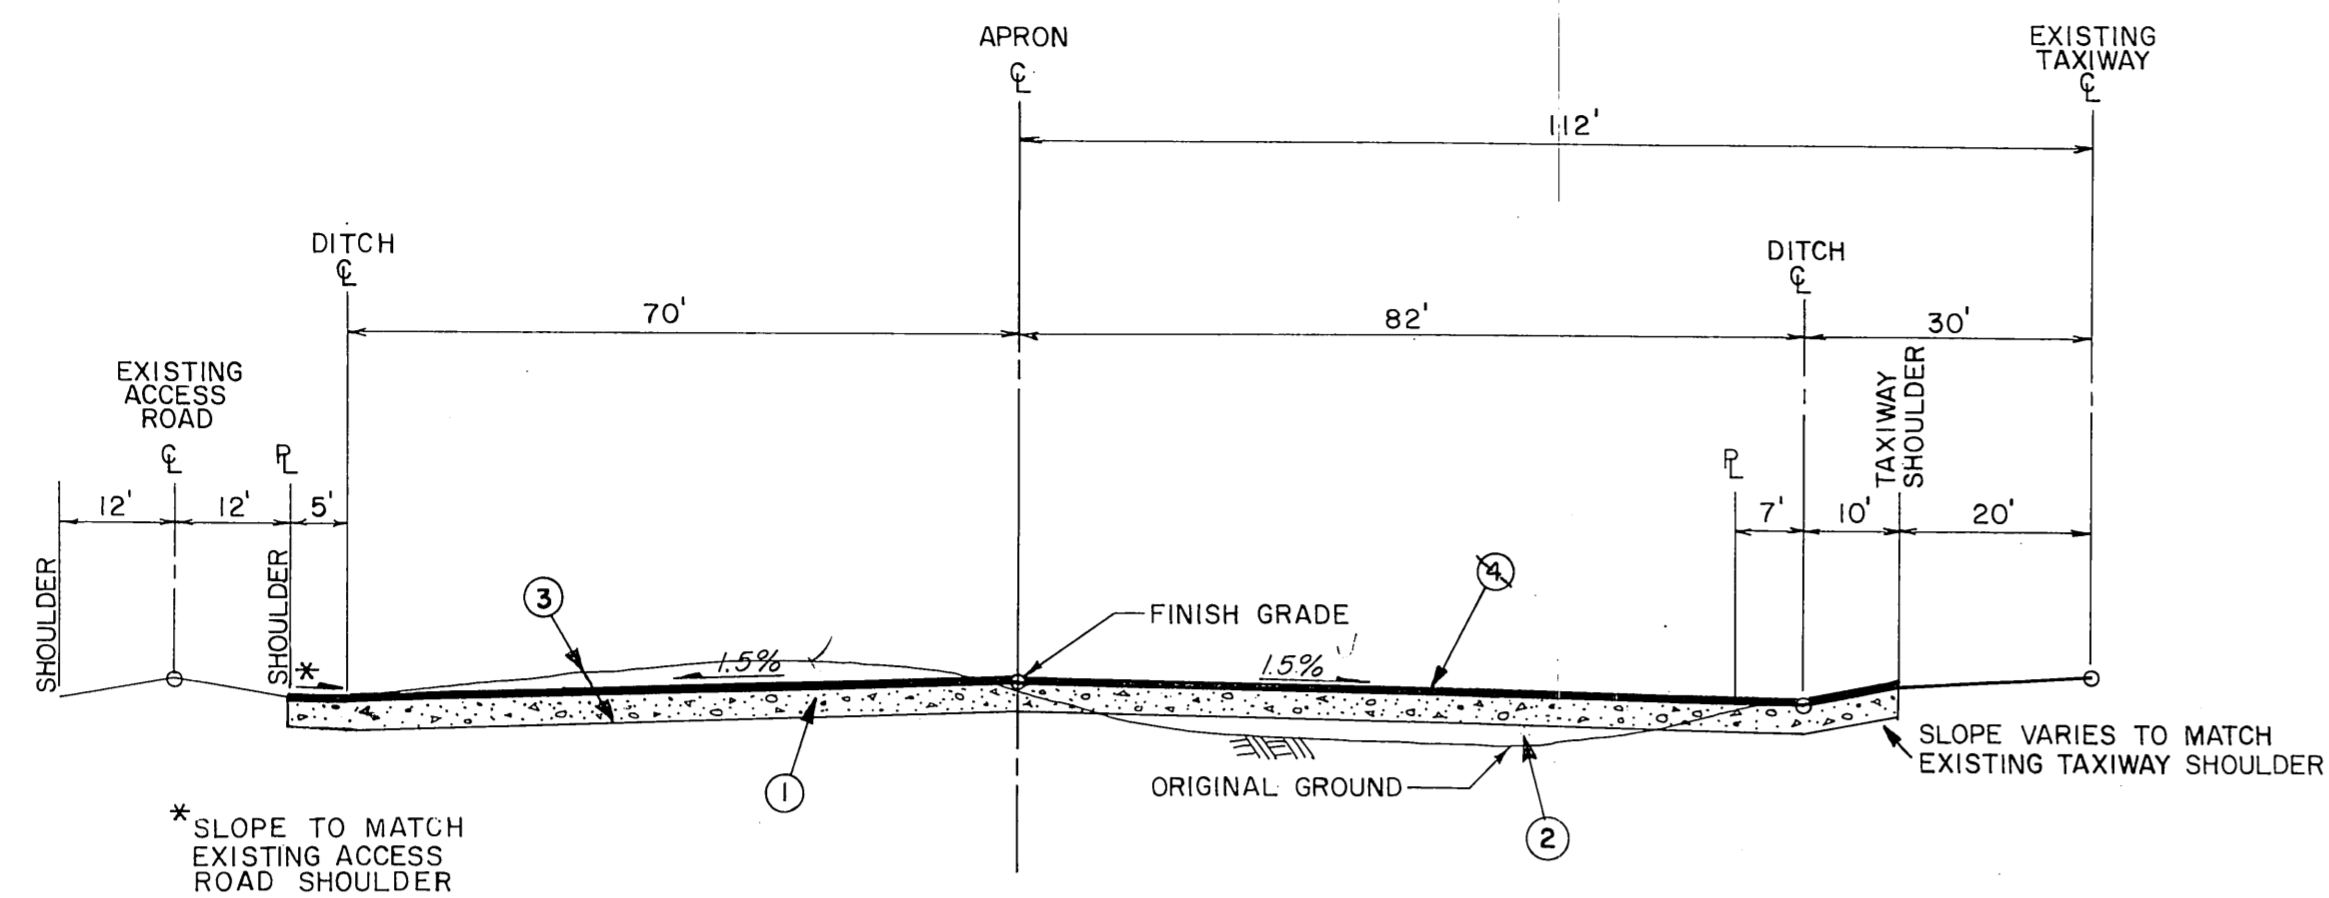 APRON
℄
EXISTING
TAXIWAY
℄
112'
DITCH
℄
DITCH
℄
70'
82'
30'
EXISTING
ACCESS
ROAD
℄
PL
PL
TAXIWAY
SHOULDER
12'
12'
5'
7'
10'
20'
SHOULDER
SHOULDER
3
4
FINISH GRADE
*
1.5%
1.5%
SLOPE VARIES TO MATCH
EXISTING TAXIWAY SHOULDER
ORIGINAL GROUND
1
2
*SLOPE TO MATCH
EXISTING ACCESS
ROAD SHOULDER